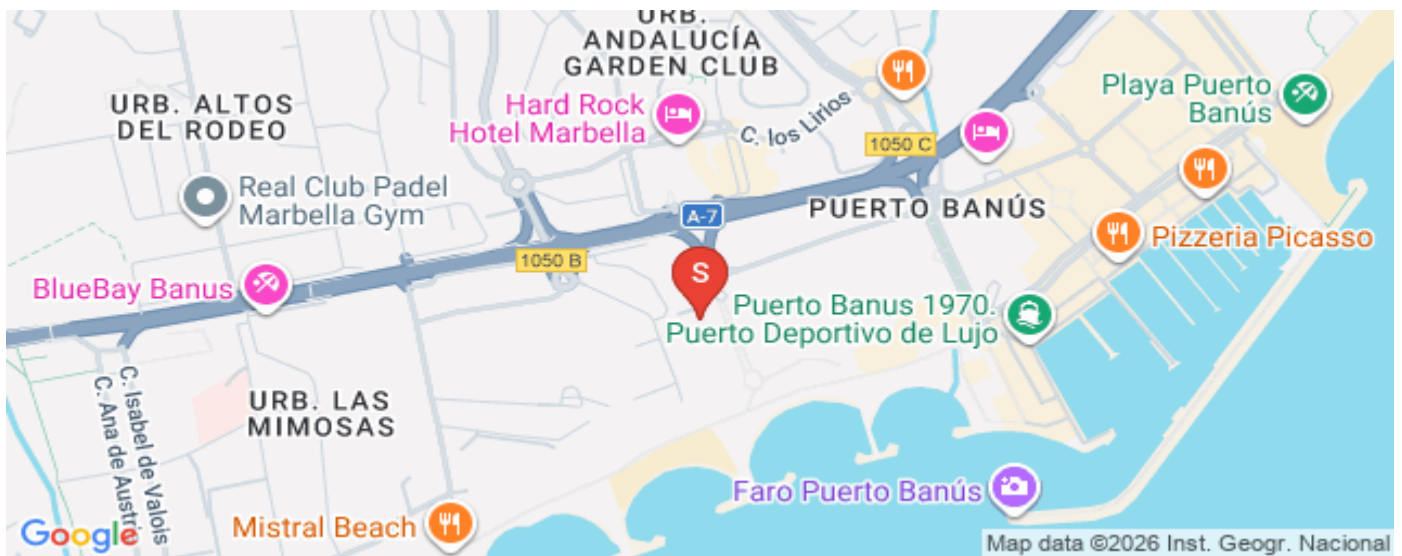 URB.
ANDALUCÍA
GARDEN CLUB
URB. ALTOS
DEL RODEO
Hard Rock
Hotel Marbella
C. los Lirios
1050 C
Playa Puerto
Banús
Real Club Padel
Marbella Gym
A-7
PUERTO BANÚS
Pizzeria Picasso
1050 B
S
BlueBay Banus
Puerto Banus 1970.
Puerto Deportivo de Lujo
C. Isabel de Valois
C. Ana de Austri
URB. LAS
MIMOSAS
Faro Puerto Banús
Mistral Beach
Google
Map data ©2026 Inst. Geogr. Nacional